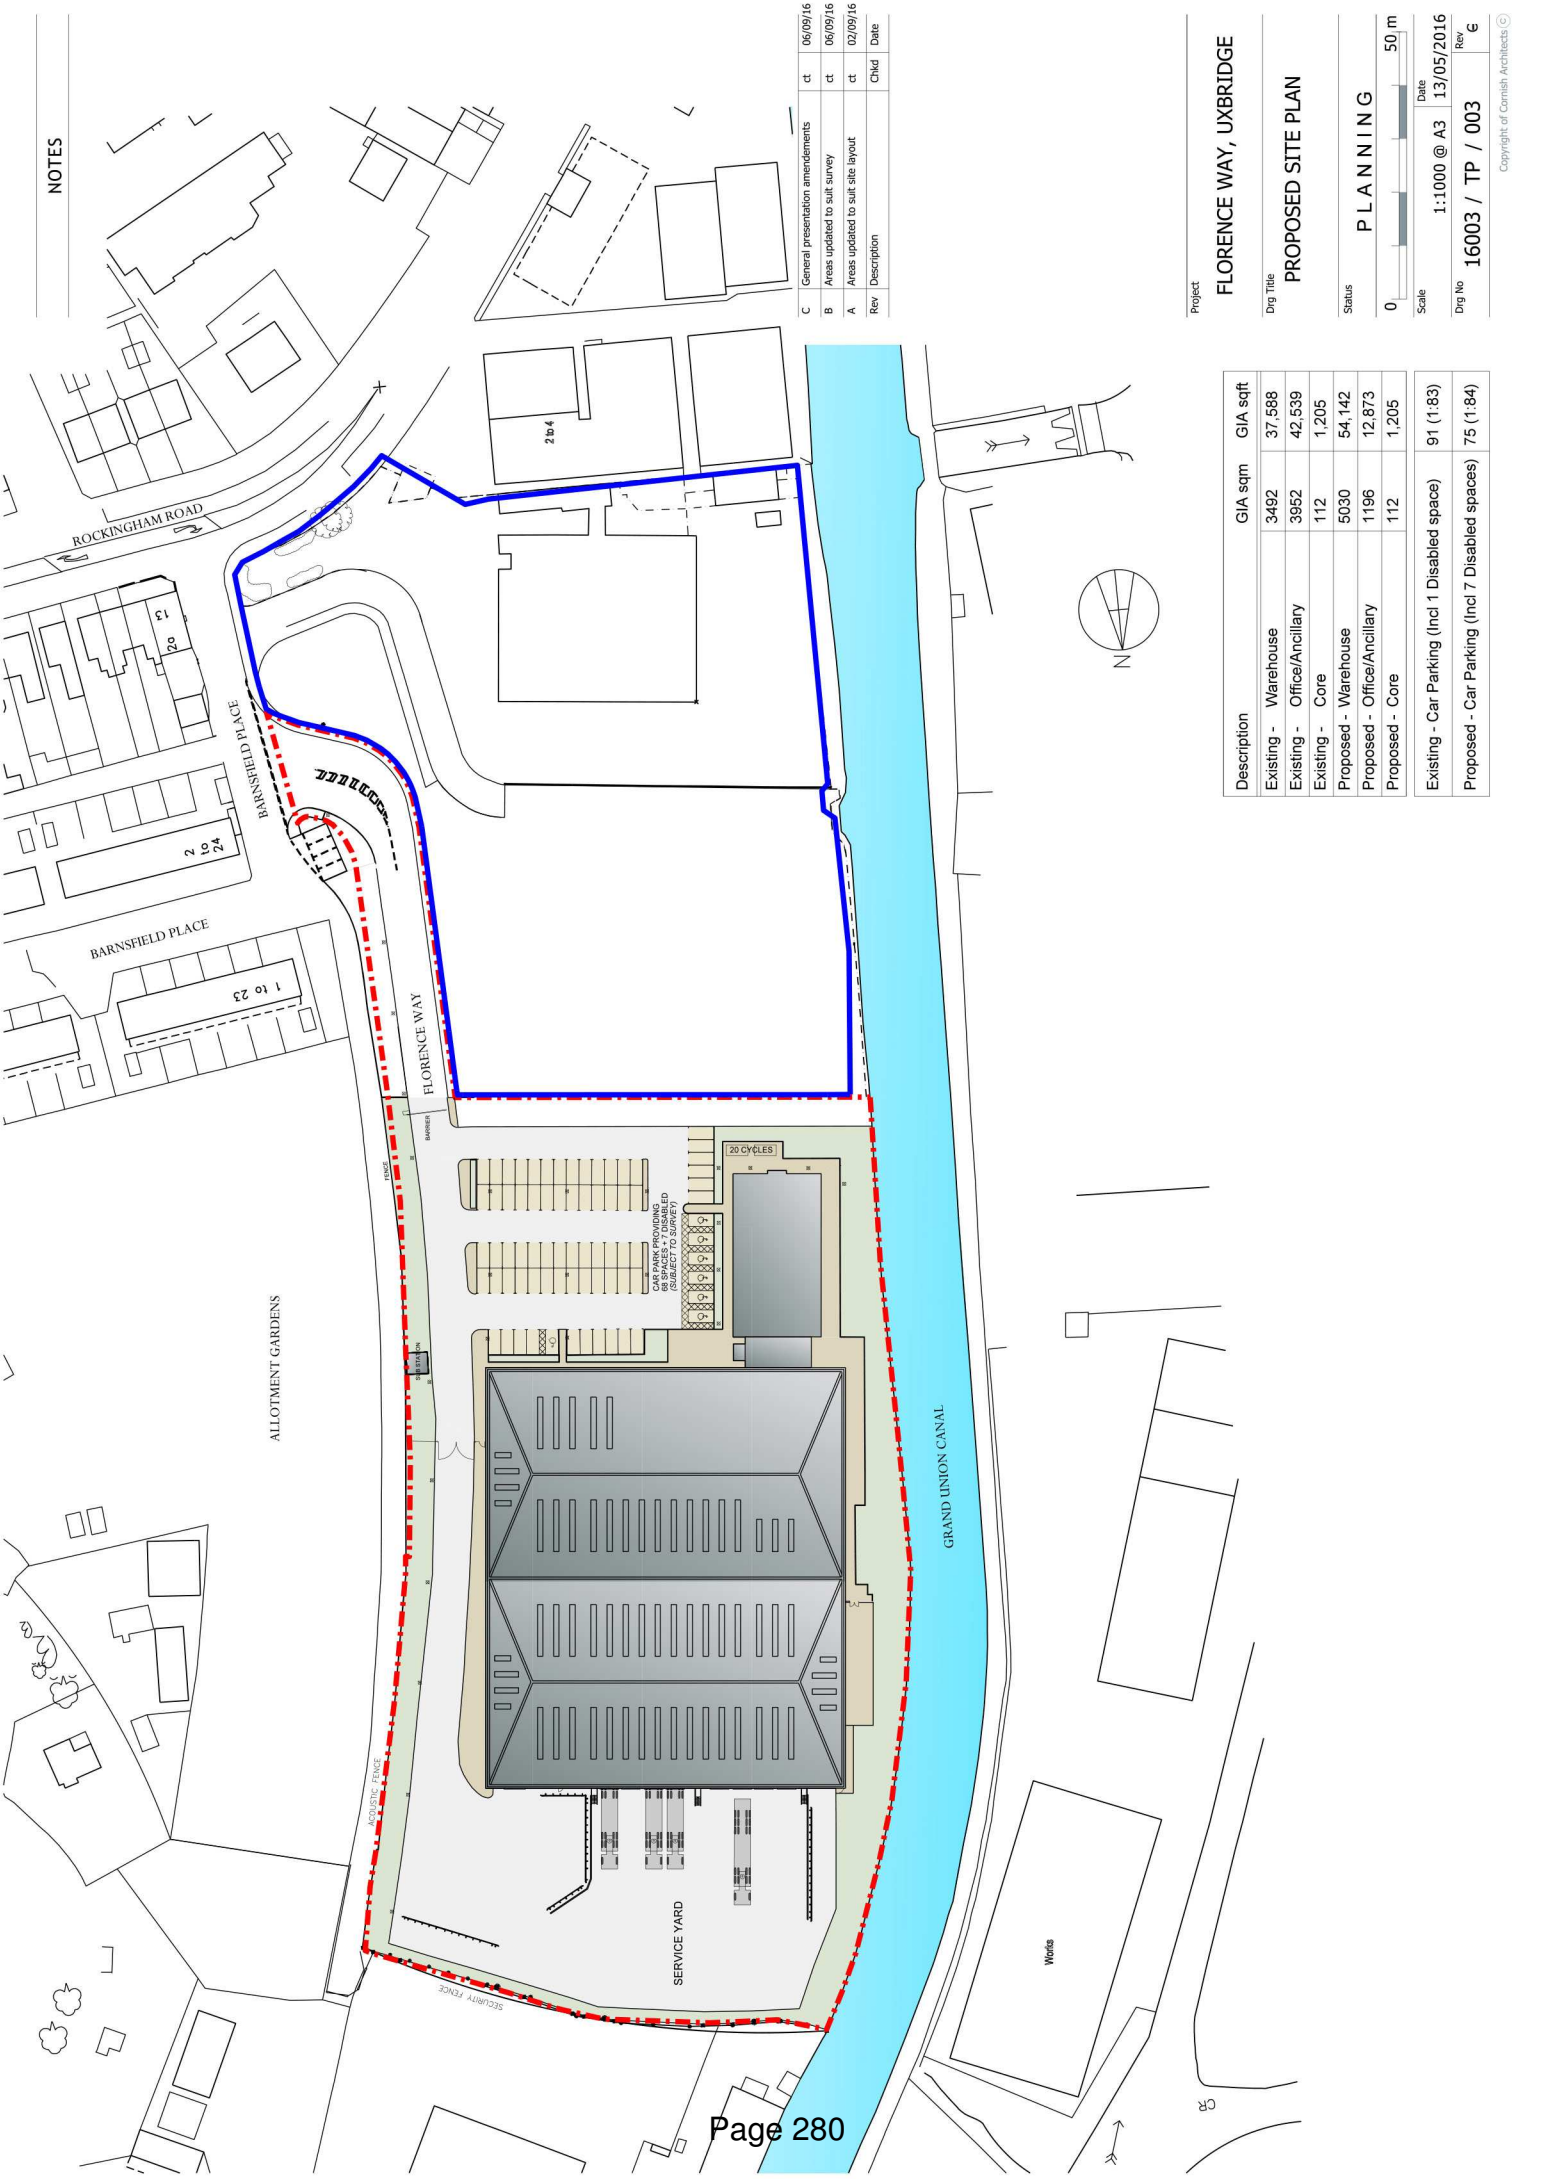 NOTES
C General presentation amendements ct 06/09/16
B Areas updated to suit survey ct 06/09/16
A Areas updated to suit site layout ct 02/09/16
Rev Description Chkd Date
Project
FLORENCE WAY, UXBRIDGE
Drg Title
PROPOSED SITE PLAN
Status
PLANNING
0 50 m
Scale 1:1000 @ A3 Date 13/05/2016
Drg No 16003 / TP / 003 Rev
Copyright of Cornish Architects ©
Description GIA sqm GIA sqft
Existing - Warehouse 3492 37,588
Existing - Office/Ancillary 3952 42,539
Existing - Core 112 1,205
Proposed - Warehouse 5030 54,142
Proposed - Office/Ancillary 1196 12,873
Proposed - Core 112 1,205
Existing - Car Parking (Incl 1 Disabled space) 91 (1:83)
Proposed - Car Parking (Incl 7 Disabled spaces) 75 (1:84)
N
ROCKINGHAM ROAD
13
2a
BARNSFIELD PLACE
2
to
24
BARNSFIELD PLACE
1 to 23
2 to 4
FLORENCE WAY
BARRIER
FENCE
20 CYCLES
CAR PARK PROVIDING
68 SPACES + 7 DISABLED
(SUBJECT TO SURVEY)
SUB STATION
ALLOTMENT GARDENS
GRAND UNION CANAL
ACOUSTIC FENCE
SERVICE YARD
SECURITY FENCE
Works
CR
Page 280